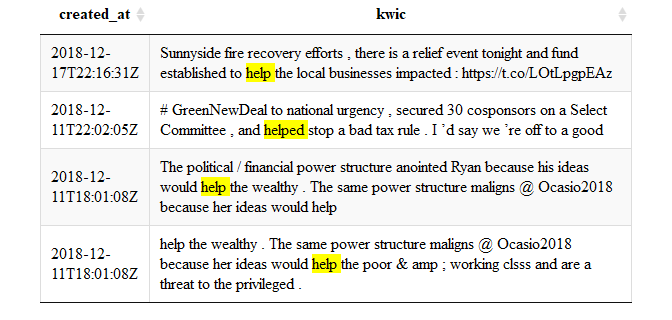 created_at kwic
2018-12-17T22:16:31Z Sunnyside fire recovery efforts , there is a relief event tonight and fund
established to help the local businesses impacted : https://t.co/LOtLpgpEAz
2018-12-11T22:02:05Z # GreenNewDeal to national urgency , secured 30 cosponsors on a Select
Committee , and helped stop a bad tax rule . I ’d say we ’re off to a good
2018-12-11T18:01:08Z The political / financial power structure anointed Ryan because his ideas
would help the wealthy . The same power structure maligns @ Ocasio2018
because her ideas would help
2018-12-11T18:01:08Z help the wealthy . The same power structure maligns @ Ocasio2018
because her ideas would help the poor & amp ; working clsss and are a
threat to the privileged .